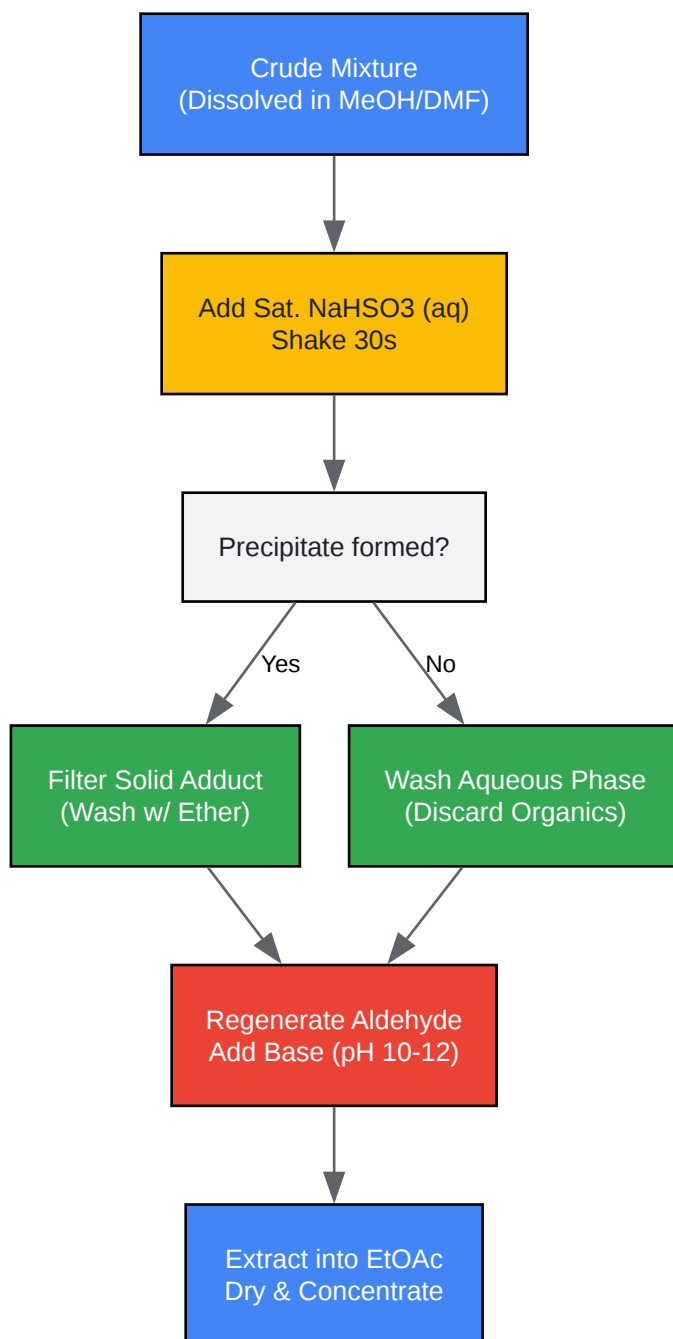 Crude Mixture
(Dissolved in MeOH/DMF)
Add Sat. NaHSO3 (aq)
Shake 30s
Precipitate formed?
Yes
No
Filter Solid Adduct
(Wash w/ Ether)
Wash Aqueous Phase
(Discard Organics)
Regenerate Aldehyde
Add Base (pH 10-12)
Extract into EtOAc
Dry & Concentrate